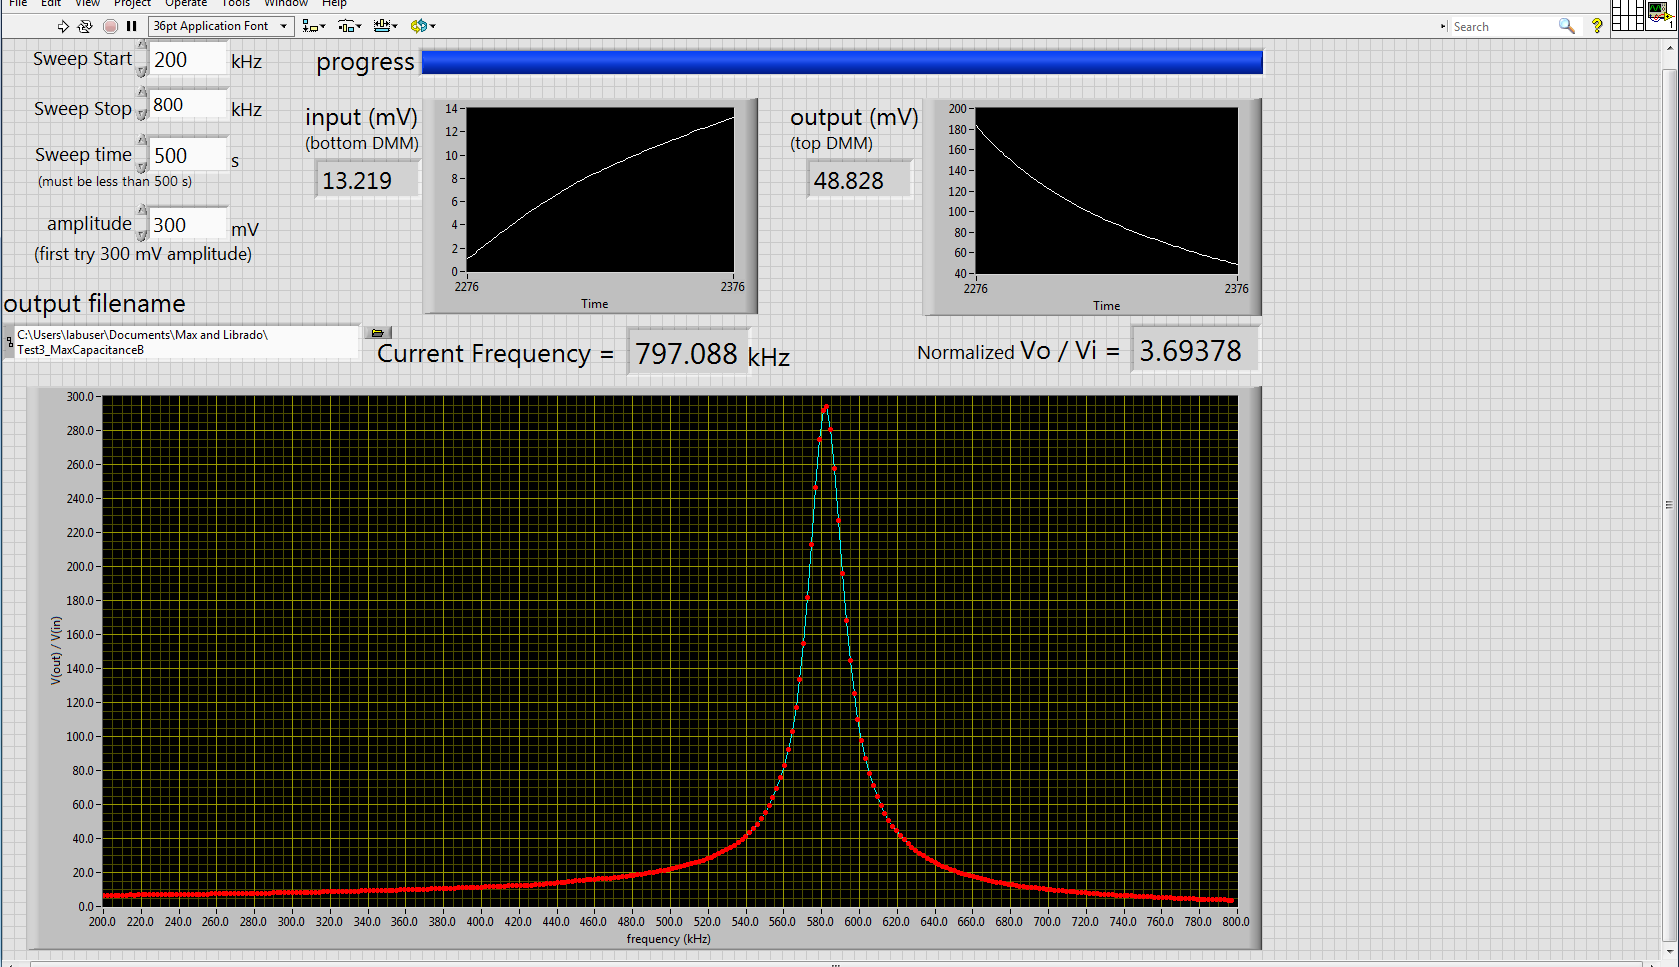 File Edit View Project Operate Tools Window Help
36pt Application Font
Search
?
1
Sweep Start 200 kHz
progress
Sweep Stop 800 kHz
input (mV)
(bottom DMM)
13.219
14
12
10
8
6
4
2
0
2276 2376
Time
output (mV)
(top DMM)
48.828
200
180
160
140
120
100
80
60
40
2276 2376
Time
Sweep time 500 s
(must be less than 500 s)
amplitude 300 mV
(first try 300 mV amplitude)
output filename
C:\Users\labuser\Documents\Max and Librado\
Test3_MaxCapacitanceB
Current Frequency = 797.088 kHz
Normalized Vo / Vi = 3.69378
V(out) / V(in)
300.0
280.0
260.0
240.0
220.0
200.0
180.0
160.0
140.0
120.0
100.0
80.0
60.0
40.0
20.0
0.0
200.0 220.0 240.0 260.0 280.0 300.0 320.0 340.0 360.0 380.0 400.0 420.0 440.0 460.0 480.0 500.0 520.0 540.0 560.0 580.0 600.0 620.0 640.0 660.0 680.0 700.0 720.0 740.0 760.0 780.0 800.0
frequency (kHz)